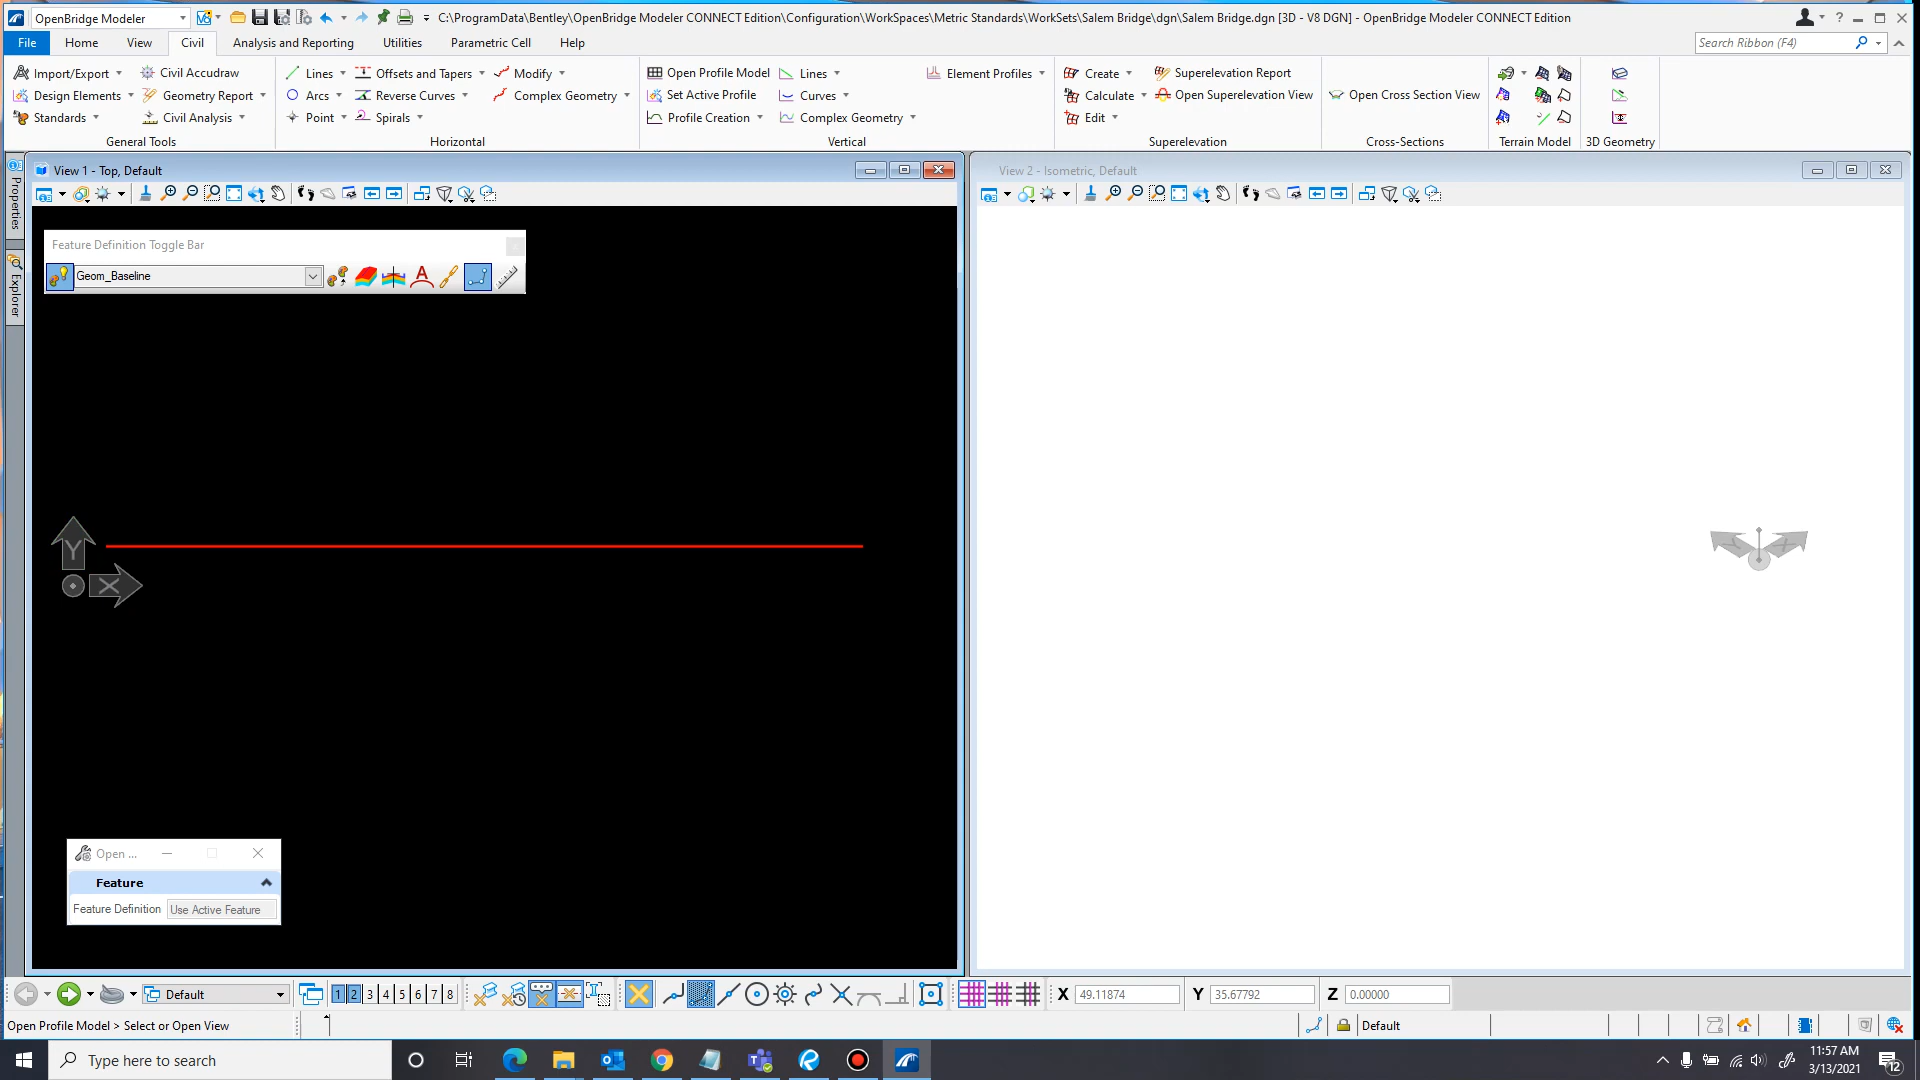 OpenBridge Modeler
C:\ProgramData\Bentley\OpenBridge Modeler CONNECT Edition\Configuration\WorkSpaces\Metric Standards\WorkSets\Salem Bridge\dgn\Salem Bridge.dgn [3D - V8 DGN] - OpenBridge Modeler CONNECT Edition
File Home View Civil Analysis and Reporting Utilities Parametric Cell Help Search Ribbon (F4)
Import/Export Civil Accudraw Lines Offsets and Tapers Modify Open Profile Model Lines Element Profiles Create Superelevation Report
Design Elements Geometry Report Arcs Reverse Curves Complex Geometry Set Active Profile Curves Calculate Open Superelevation View Open Cross Section View
Standards Civil Analysis Point Spirals Profile Creation Complex Geometry Edit
General Tools Horizontal Vertical Superelevation Cross-Sections Terrain Model 3D Geometry
View 1 - Top, Default
View 2 - Isometric, Default
Properties
Explorer
Feature Definition Toggle Bar
Geom_Baseline
Y
X
Y X
Open ...
Feature
Feature Definition Use Active Feature
Default 1 2 3 4 5 6 7 8 X 49.11874 Y 35.67792 Z 0.00000
Open Profile Model > Select or Open View Default
Type here to search
11:57 AM
3/13/2021
12